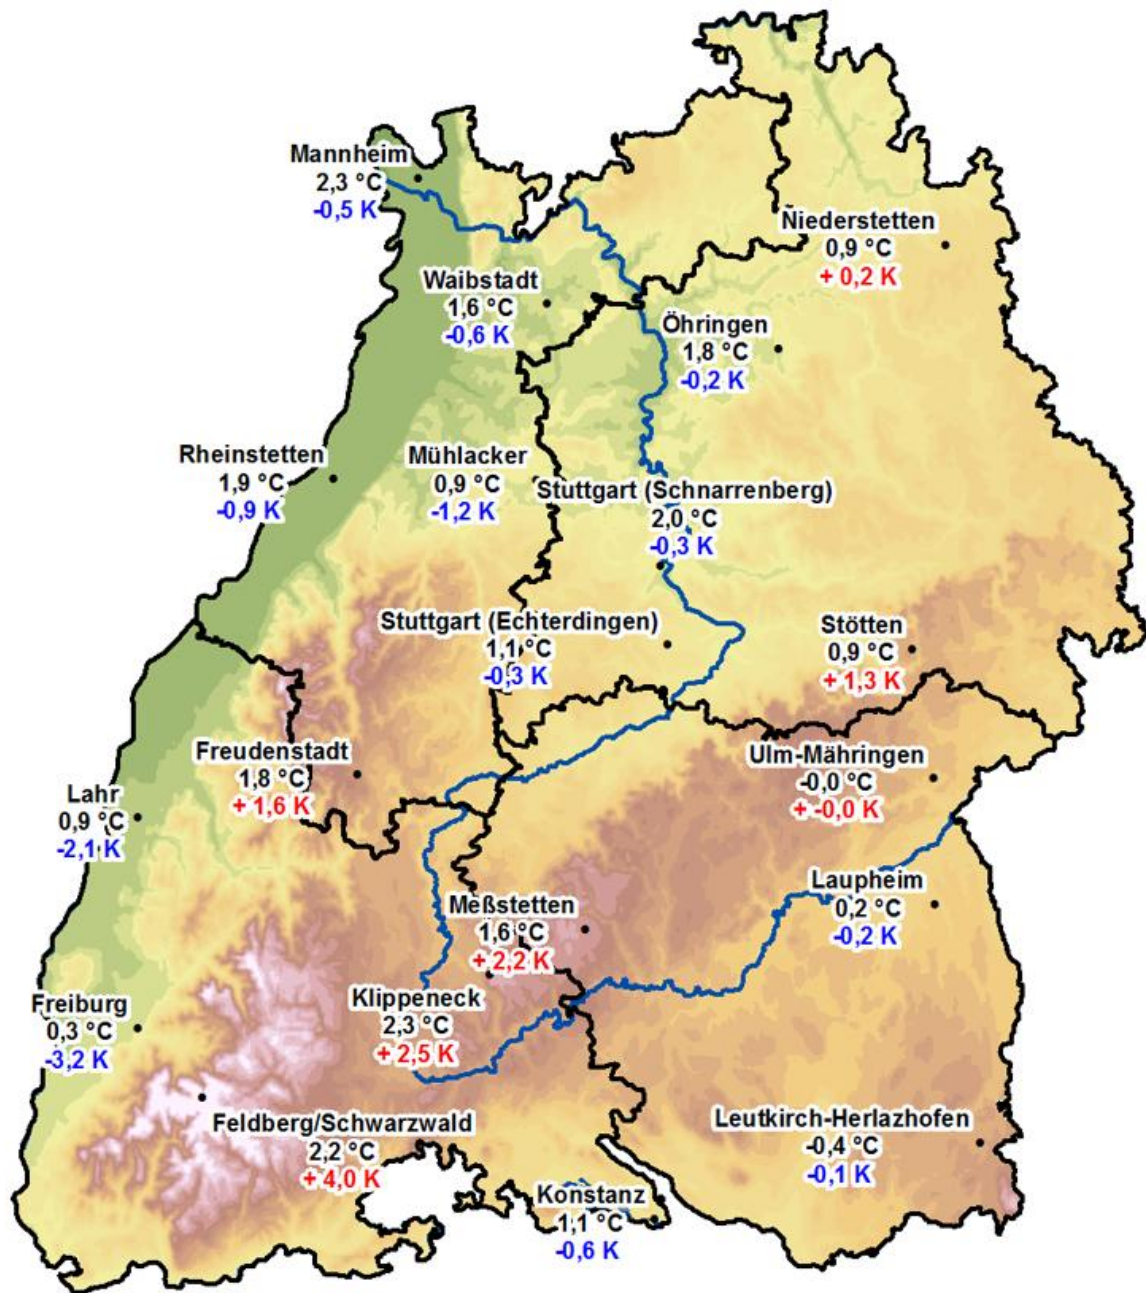 Mannheim
2,3 °C
-0,5 K
Niederstetten
0,9 °C
+ 0,2 K
Waibstadt
1,6 °C
-0,6 K
Öhringen
1,8 °C
-0,2 K
Rheinstetten
1,9 °C
-0,9 K
Mühlacker
0,9 °C
-1,2 K
Stuttgart (Schnarrenberg)
2,0 °C
-0,3 K
Stuttgart (Echterdingen)
1,1 °C
-0,3 K
Stötten
0,9 °C
+ 1,3 K
Freudenstadt
1,8 °C
+ 1,6 K
Ulm-Mähringen
-0,0 °C
+ -0,0 K
Lahr
0,9 °C
-2,1 K
Laupheim
0,2 °C
-0,2 K
Meßstetten
1,6 °C
+ 2,2 K
Klippeneck
2,3 °C
+ 2,5 K
Freiburg
0,3 °C
-3,2 K
Feldberg/Schwarzwald
2,2 °C
+ 4,0 K
Leutkirch-Herlazhofen
-0,4 °C
-0,1 K
Konstanz
1,1 °C
-0,6 K